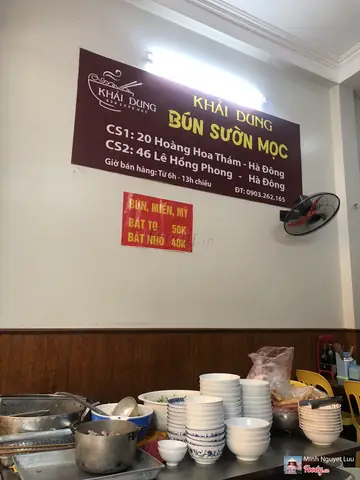 KHẢI DUNG
KHẢI DUNG
BÚN SƯỜN MỌC
CS1: 20 Hoàng Hoa Thám - Hà Đông
CS2: 46 Lê Hồng Phong - Hà Đông
Giờ bán hàng: Từ 6h - 13h chiều
ĐT: 0903.262.165
BÚN, MIẾN, MỲ
BÁT TO 50K
BÁT NHỎ 40K
Minh Nguyet Luu
Foody.vn